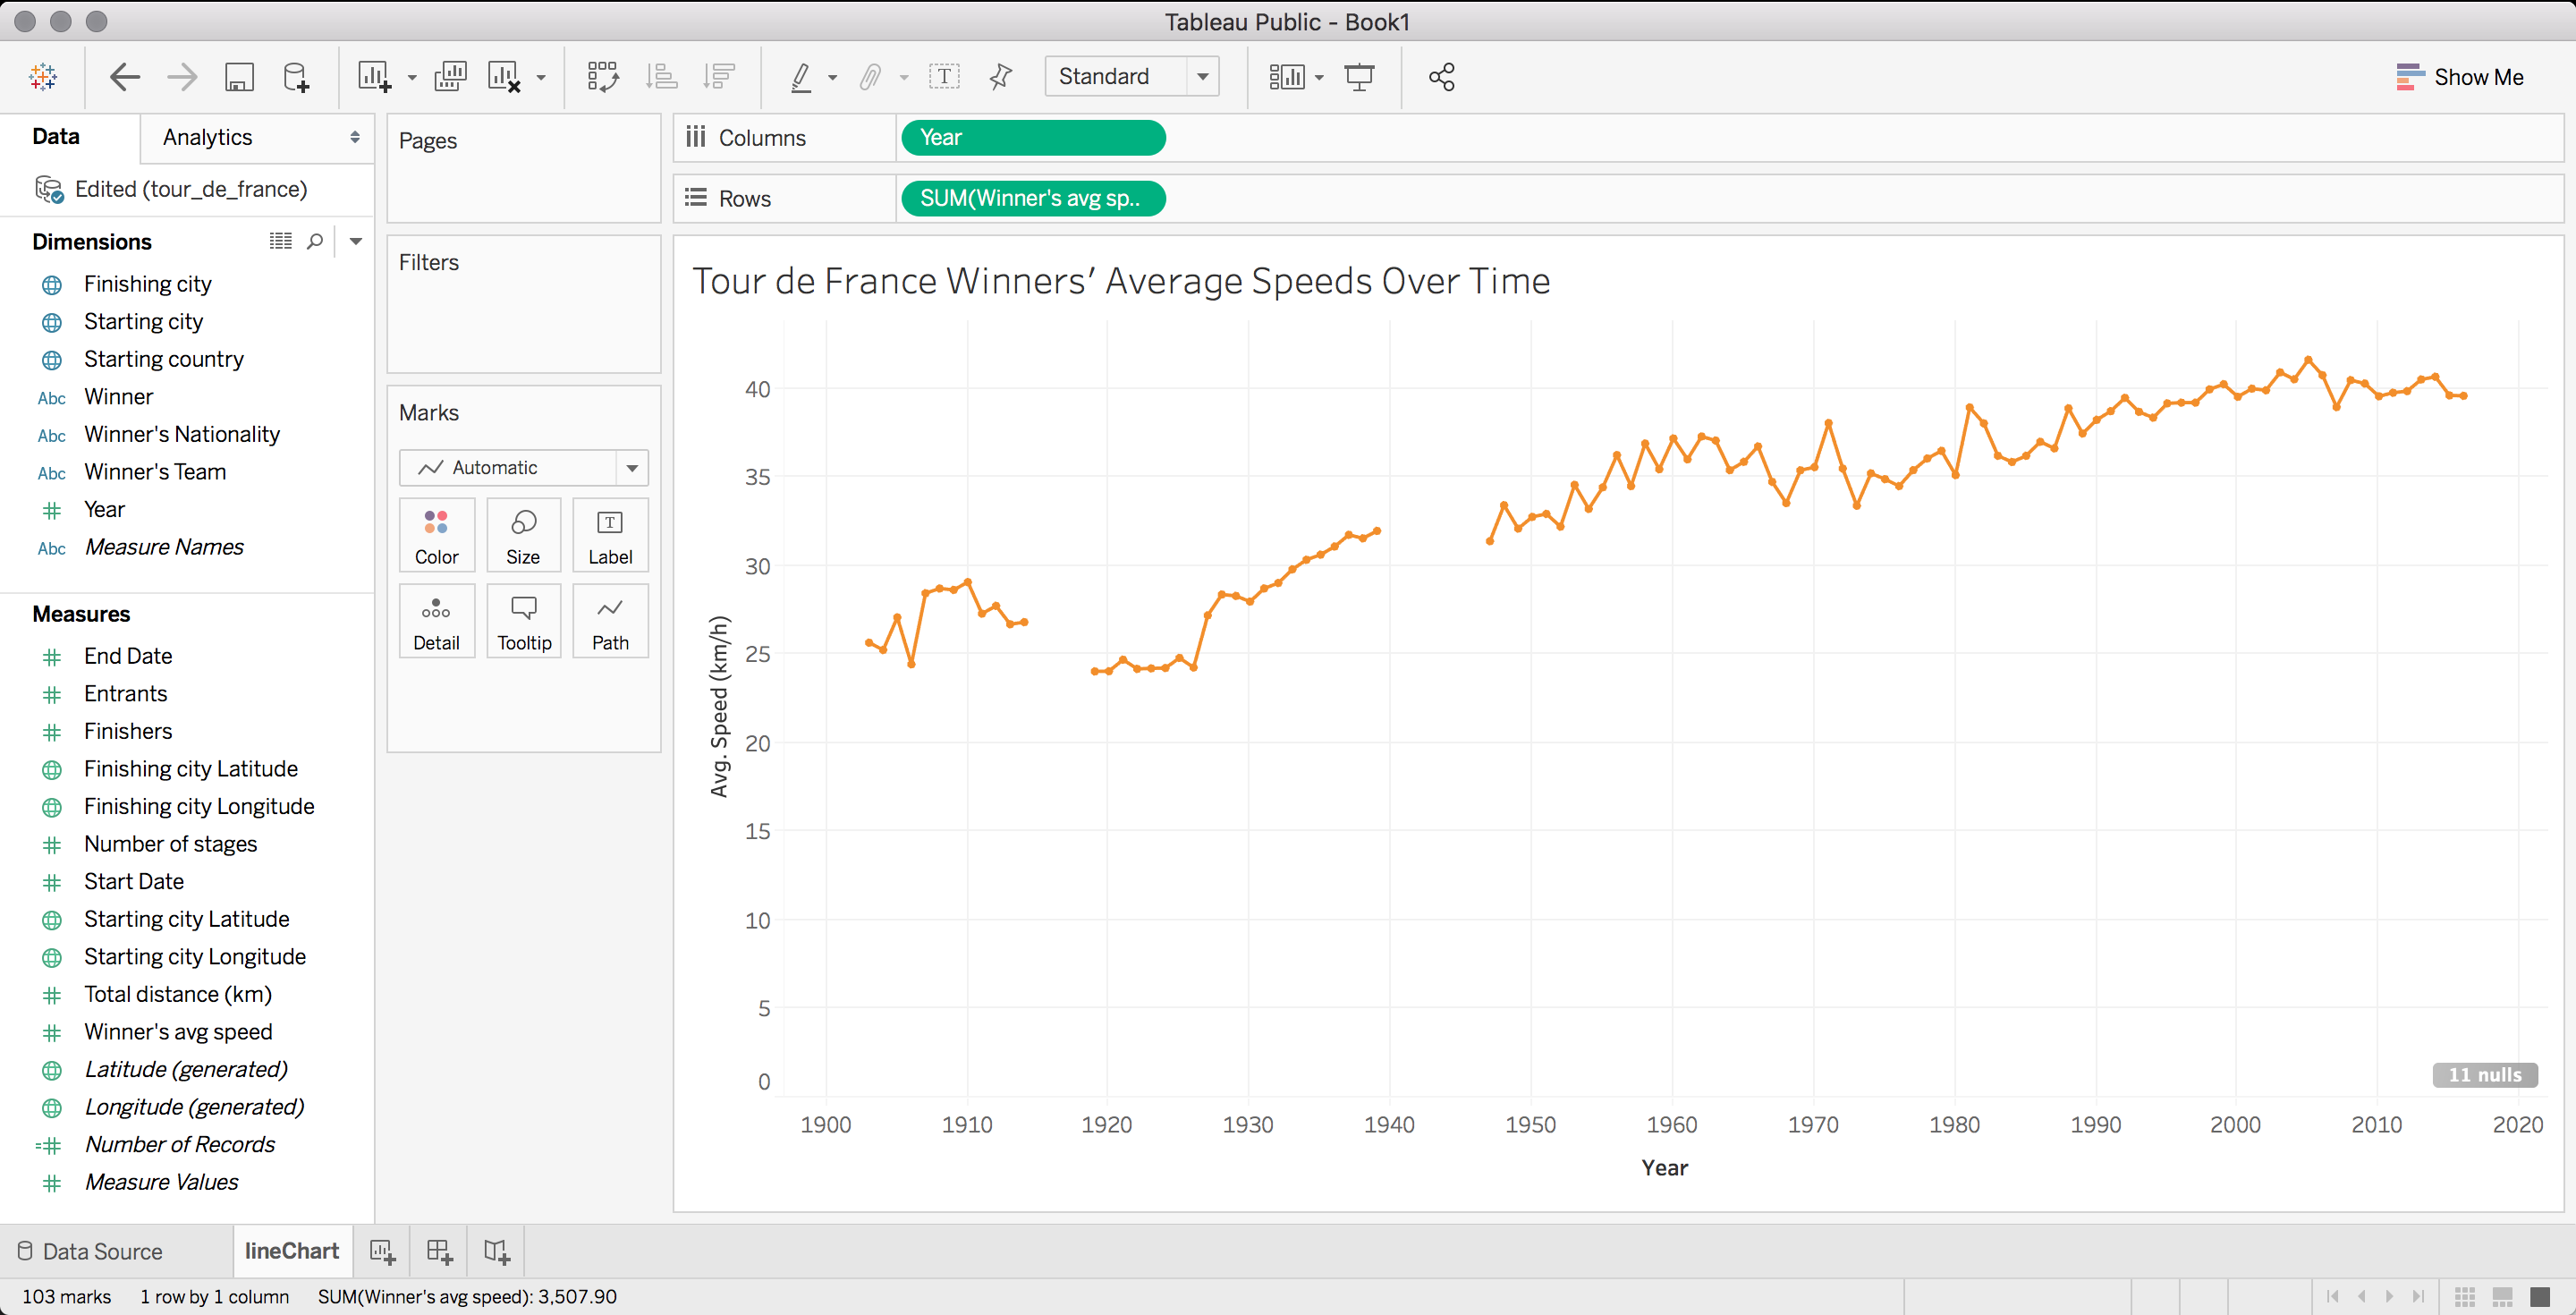 Tableau Public - Book1
Standard
Show Me
Data
Analytics
Edited (tour_de_france)
Dimensions
Finishing city
Starting city
Starting country
Abc Winner
Abc Winner's Nationality
Abc Winner's Team
Year
Abc Measure Names
Measures
End Date
Entrants
Finishers
Finishing city Latitude
Finishing city Longitude
Number of stages
Start Date
Starting city Latitude
Starting city Longitude
Total distance (km)
Winner's avg speed
Latitude (generated)
Longitude (generated)
Number of Records
Measure Values
Pages
Filters
Marks
Automatic
Color
Size
Label
Detail
Tooltip
Path
Columns
Year
Rows
SUM(Winner's avg sp..
Tour de France Winners’ Average Speeds Over Time
Avg. Speed (km/h)
40
35
30
25
20
15
10
5
0
11 nulls
1900 1910 1920 1930 1940 1950 1960 1970 1980 1990 2000 2010 2020
Year
Data Source
lineChart
103 marks 1 row by 1 column SUM(Winner's avg speed): 3,507.90